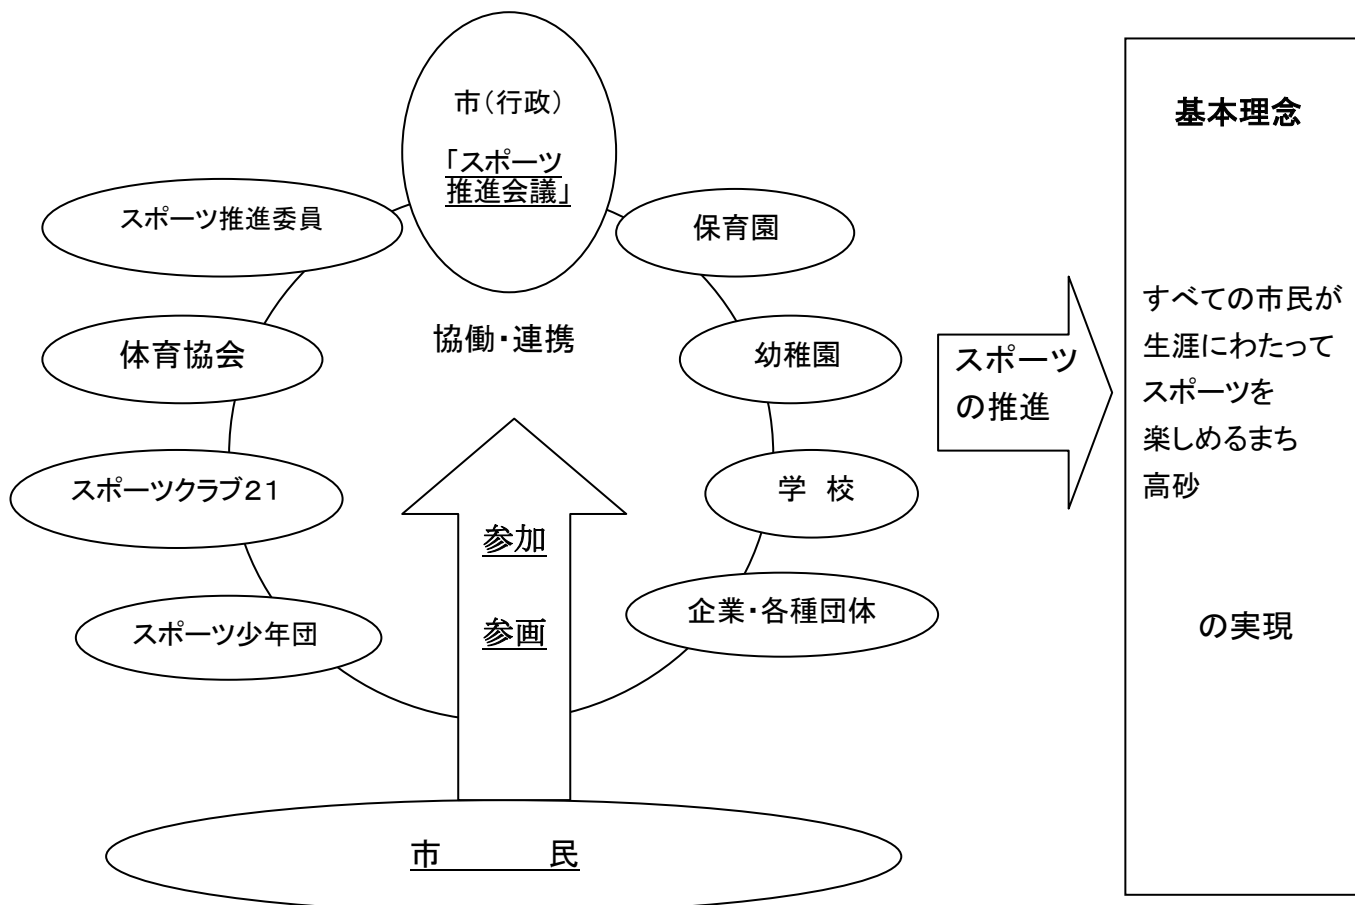 市（行政）
「スポーツ
推進会議」
スポーツ推進委員
保育園
協働・連携
体育協会
幼稚園
スポーツクラブ２１
学　校
参加
参画
スポーツ少年団
企業・各種団体
市　　　　民
スポーツ
の推進
基本理念
すべての市民が
生涯にわたって
スポーツを
楽しめるまち
高砂
の実現